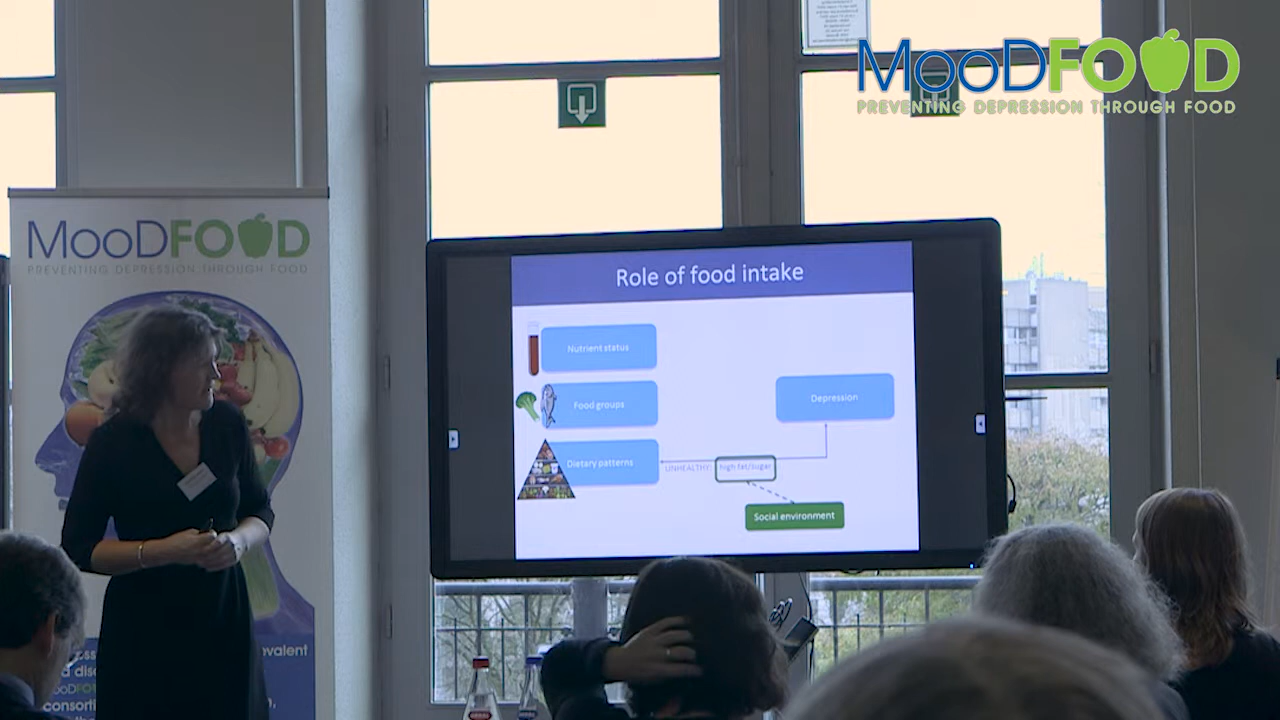 MooDFOOD
PREVENTING DEPRESSION THROUGH FOOD
MooDFOOD
PREVENTING DEPRESSION THROUGH FOOD
Role of food intake
Nutrient status
Food groups
Depression
Dietary patterns
UNHEALTHY:
high fat/sugar
Social environment